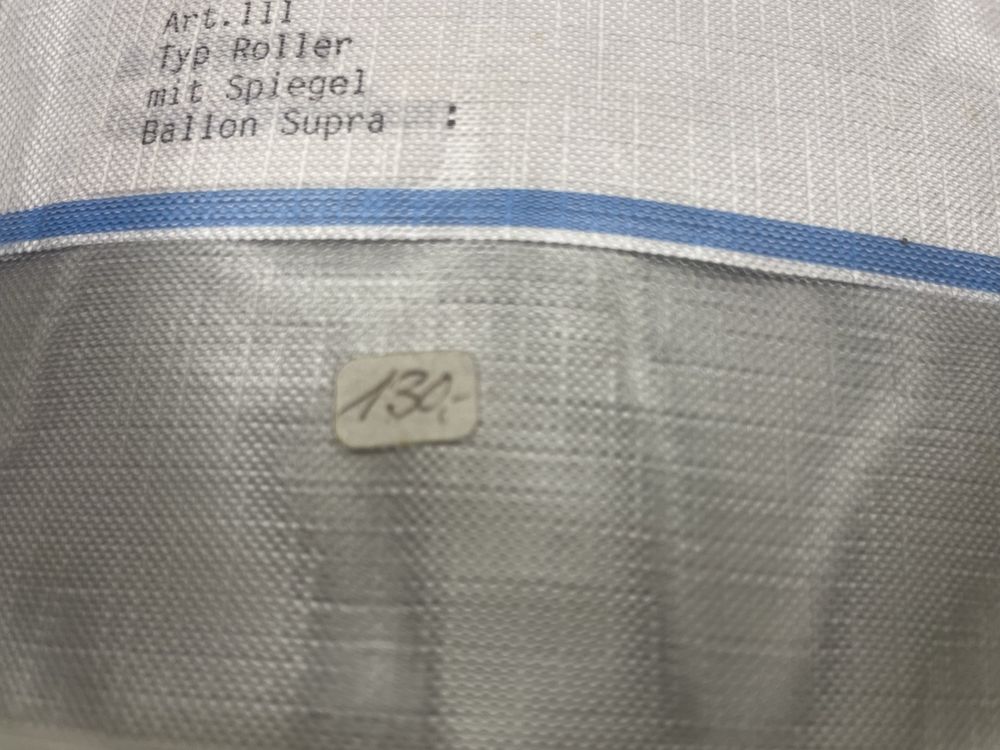 Art.111
Typ Roller
mit Spiegel
Ballon Supra :
130,-